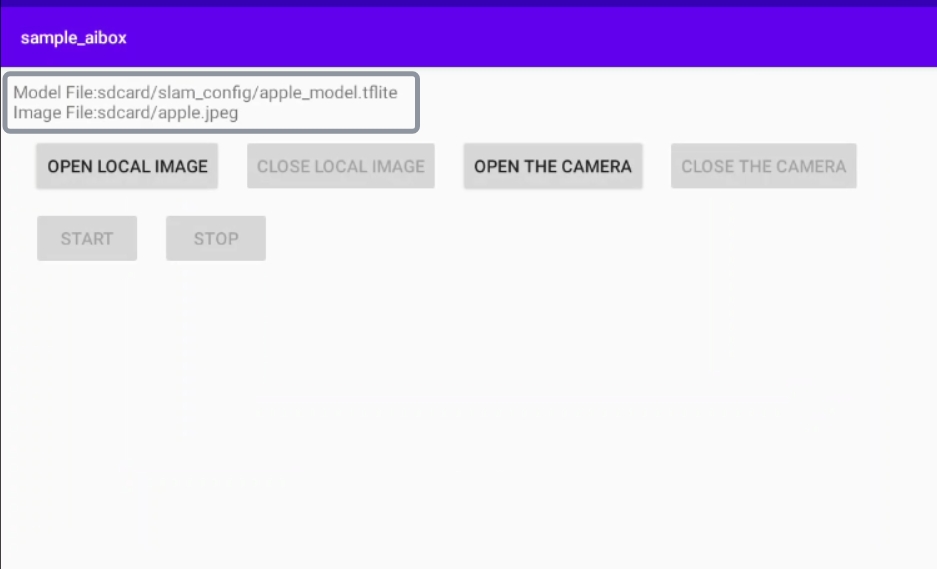 sample_aibox
Model File:sdcard/slam_config/apple_model.tflite
Image File:sdcard/apple.jpeg
OPEN LOCAL IMAGE CLOSE LOCAL IMAGE OPEN THE CAMERA CLOSE THE CAMERA
START STOP